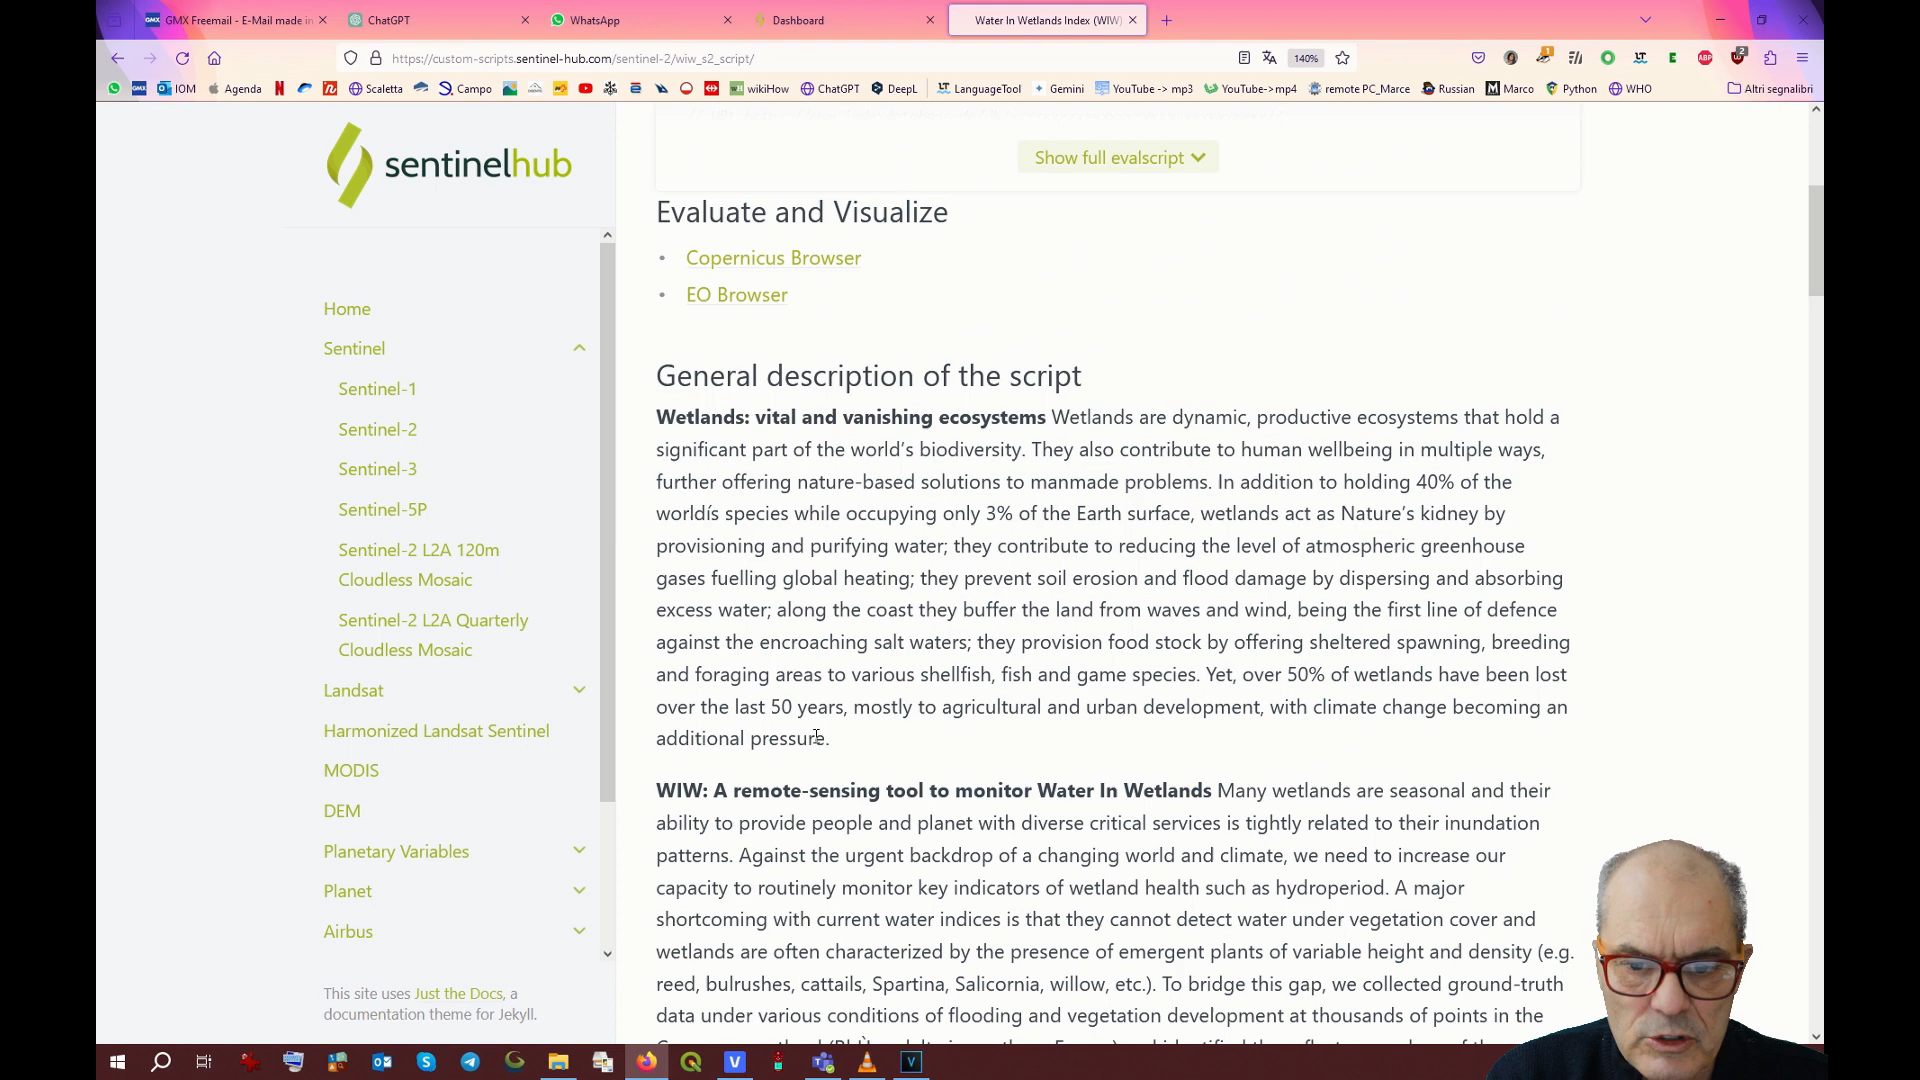 GMX Freemail - E-Mail made in
ChatGPT
WhatsApp
Dashboard
Water In Wetlands Index (WIW)
https://custom-scripts.sentinel-hub.com/sentinel-2/wiw_s2_script/
140%
1
2
IOM
Agenda
Scaletta
Campo
wikiHow
ChatGPT
DeepL
LanguageTool
Gemini
YouTube -> mp3
YouTube->mp4
remote PC_Marce
Russian
Marco
Python
WHO
Altri segnalibri
sentinelhub
Home
Sentinel
Sentinel-1
Sentinel-2
Sentinel-3
Sentinel-5P
Sentinel-2 L2A 120m
Cloudless Mosaic
Sentinel-2 L2A Quarterly
Cloudless Mosaic
Landsat
Harmonized Landsat Sentinel
MODIS
DEM
Planetary Variables
Planet
Airbus
This site uses Just the Docs, a
documentation theme for Jekyll.
Show full evalscript
Evaluate and Visualize
• Copernicus Browser
• EO Browser
General description of the script
Wetlands: vital and vanishing ecosystems Wetlands are dynamic, productive ecosystems that hold a
significant part of the world’s biodiversity. They also contribute to human wellbeing in multiple ways,
further offering nature-based solutions to manmade problems. In addition to holding 40% of the
worldís species while occupying only 3% of the Earth surface, wetlands act as Nature’s kidney by
provisioning and purifying water; they contribute to reducing the level of atmospheric greenhouse
gases fuelling global heating; they prevent soil erosion and flood damage by dispersing and absorbing
excess water; along the coast they buffer the land from waves and wind, being the first line of defence
against the encroaching salt waters; they provision food stock by offering sheltered spawning, breeding
and foraging areas to various shellfish, fish and game species. Yet, over 50% of wetlands have been lost
over the last 50 years, mostly to agricultural and urban development, with climate change becoming an
additional pressure.
WIW: A remote-sensing tool to monitor Water In Wetlands Many wetlands are seasonal and their
ability to provide people and planet with diverse critical services is tightly related to their inundation
patterns. Against the urgent backdrop of a changing world and climate, we need to increase our
capacity to routinely monitor key indicators of wetland health such as hydroperiod. A major
shortcoming with current water indices is that they cannot detect water under vegetation cover and
wetlands are often characterized by the presence of emergent plants of variable height and density (e.g.
reed, bulrushes, cattails, Spartina, Salicornia, willow, etc.). To bridge this gap, we collected ground-truth
data under various conditions of flooding and vegetation development at thousands of points in the